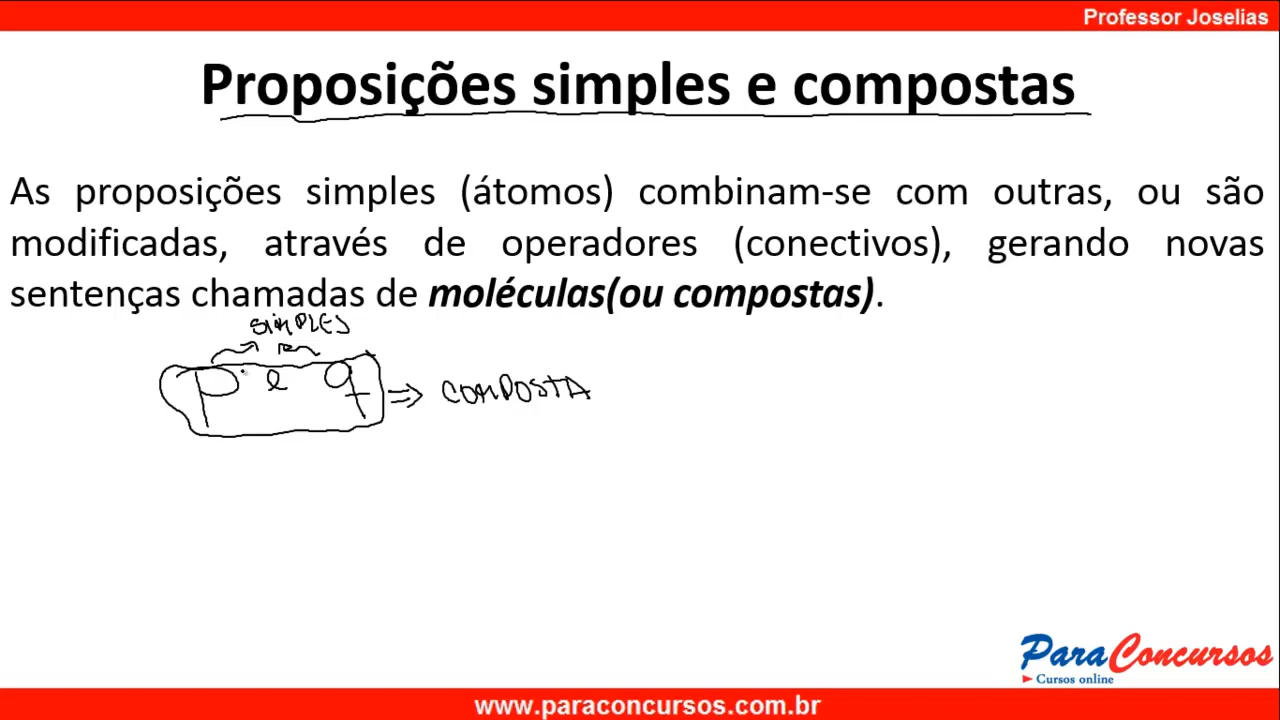 Professor Joselias
Proposições simples e compostas
As proposições simples (átomos) combinam-se com outras, ou são
modificadas, através de operadores (conectivos), gerando novas
sentenças chamadas de moléculas(ou compostas).
SIMPLES
p e q ⇒ COMPOSTA
ParaConcursos
Cursos online
www.paraconcursos.com.br